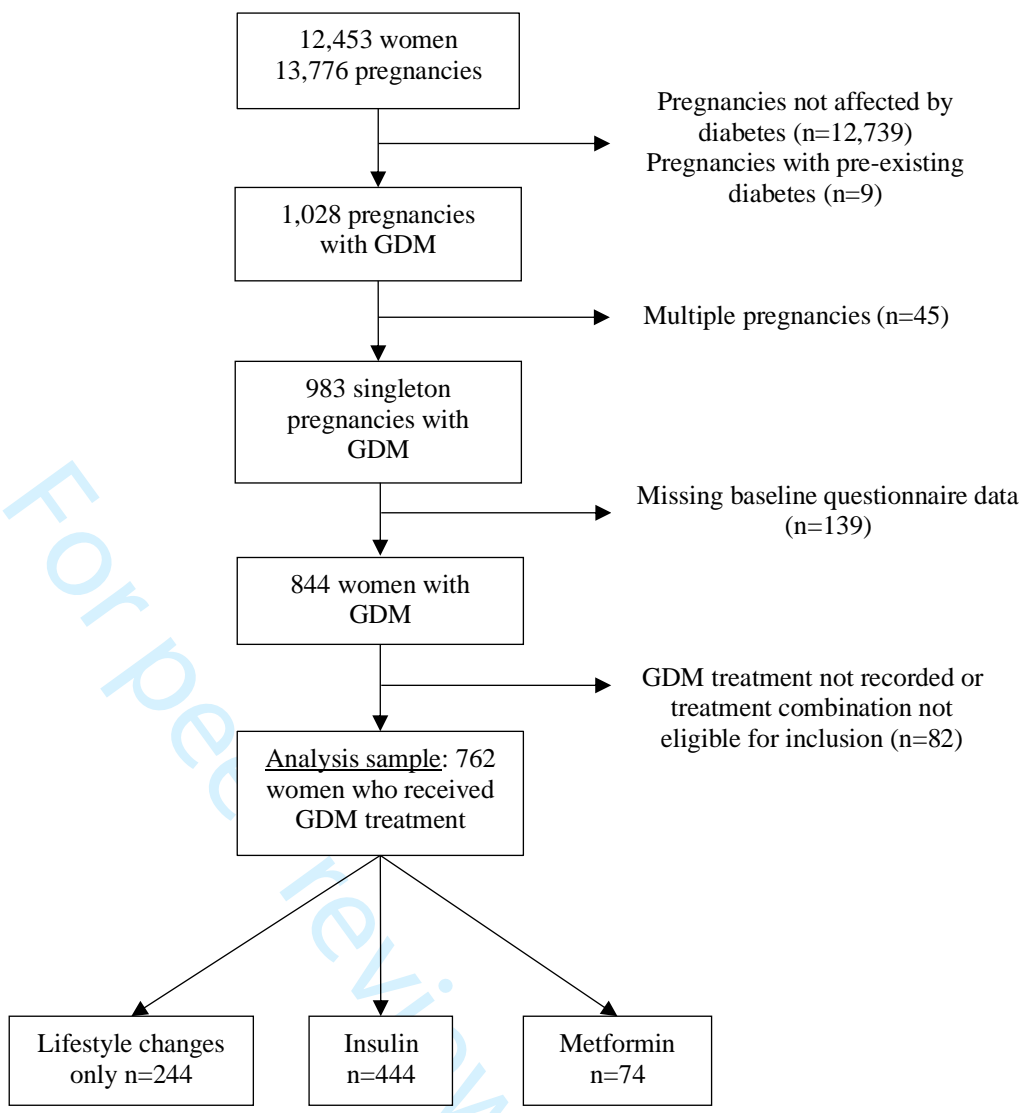 12,453 women
13,776 pregnancies
Pregnancies not affected by
diabetes (n=12,739)
Pregnancies with pre-existing
diabetes (n=9)
1,028 pregnancies
with GDM
Multiple pregnancies (n=45)
983 singleton
pregnancies with
GDM
Missing baseline questionnaire data
(n=139)
844 women with
GDM
GDM treatment not recorded or
treatment combination not
eligible for inclusion (n=82)
Analysis sample: 762
women who received
GDM treatment
Lifestyle changes
only n=244
Insulin
n=444
Metformin
n=74
For peer review